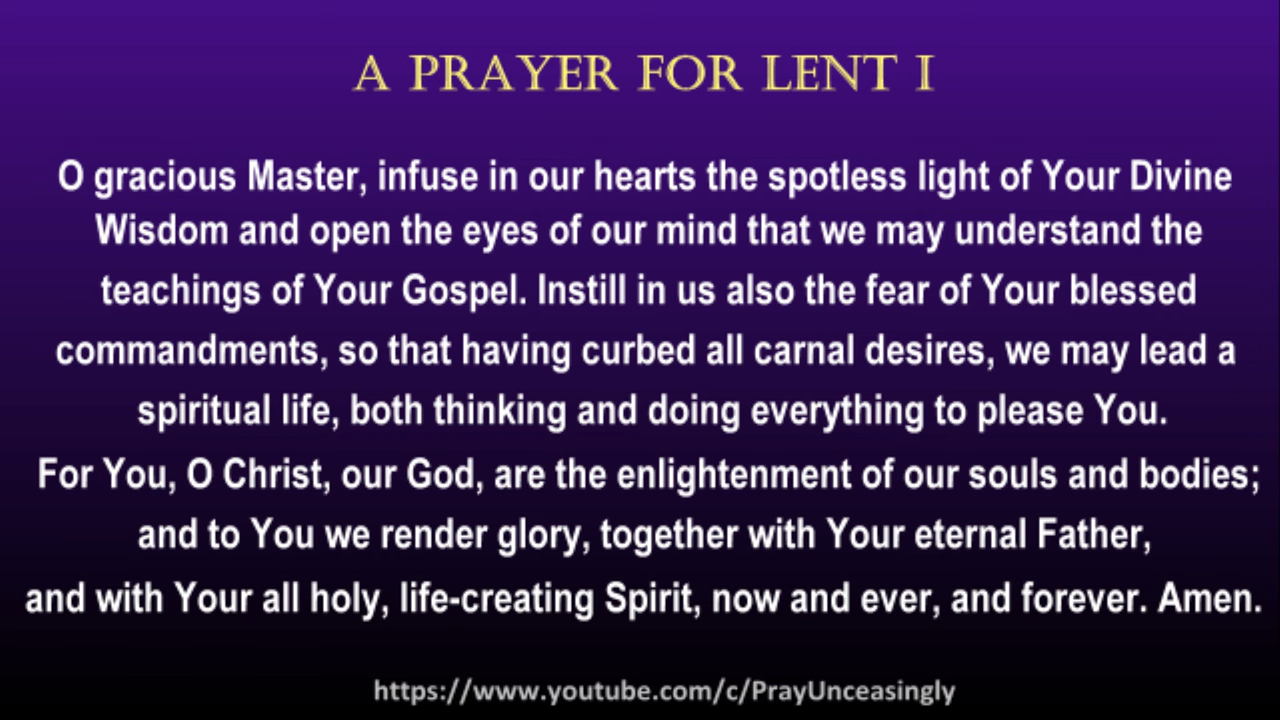 A PRAYER FOR LENT I
O gracious Master, infuse in our hearts the spotless light of Your Divine
Wisdom and open the eyes of our mind that we may understand the
teachings of Your Gospel. Instill in us also the fear of Your blessed
commandments, so that having curbed all carnal desires, we may lead a
spiritual life, both thinking and doing everything to please You.
For You, O Christ, our God, are the enlightenment of our souls and bodies;
and to You we render glory, together with Your eternal Father,
and with Your all holy, life-creating Spirit, now and ever, and forever. Amen.
https://www.youtube.com/c/PrayUnceasingly